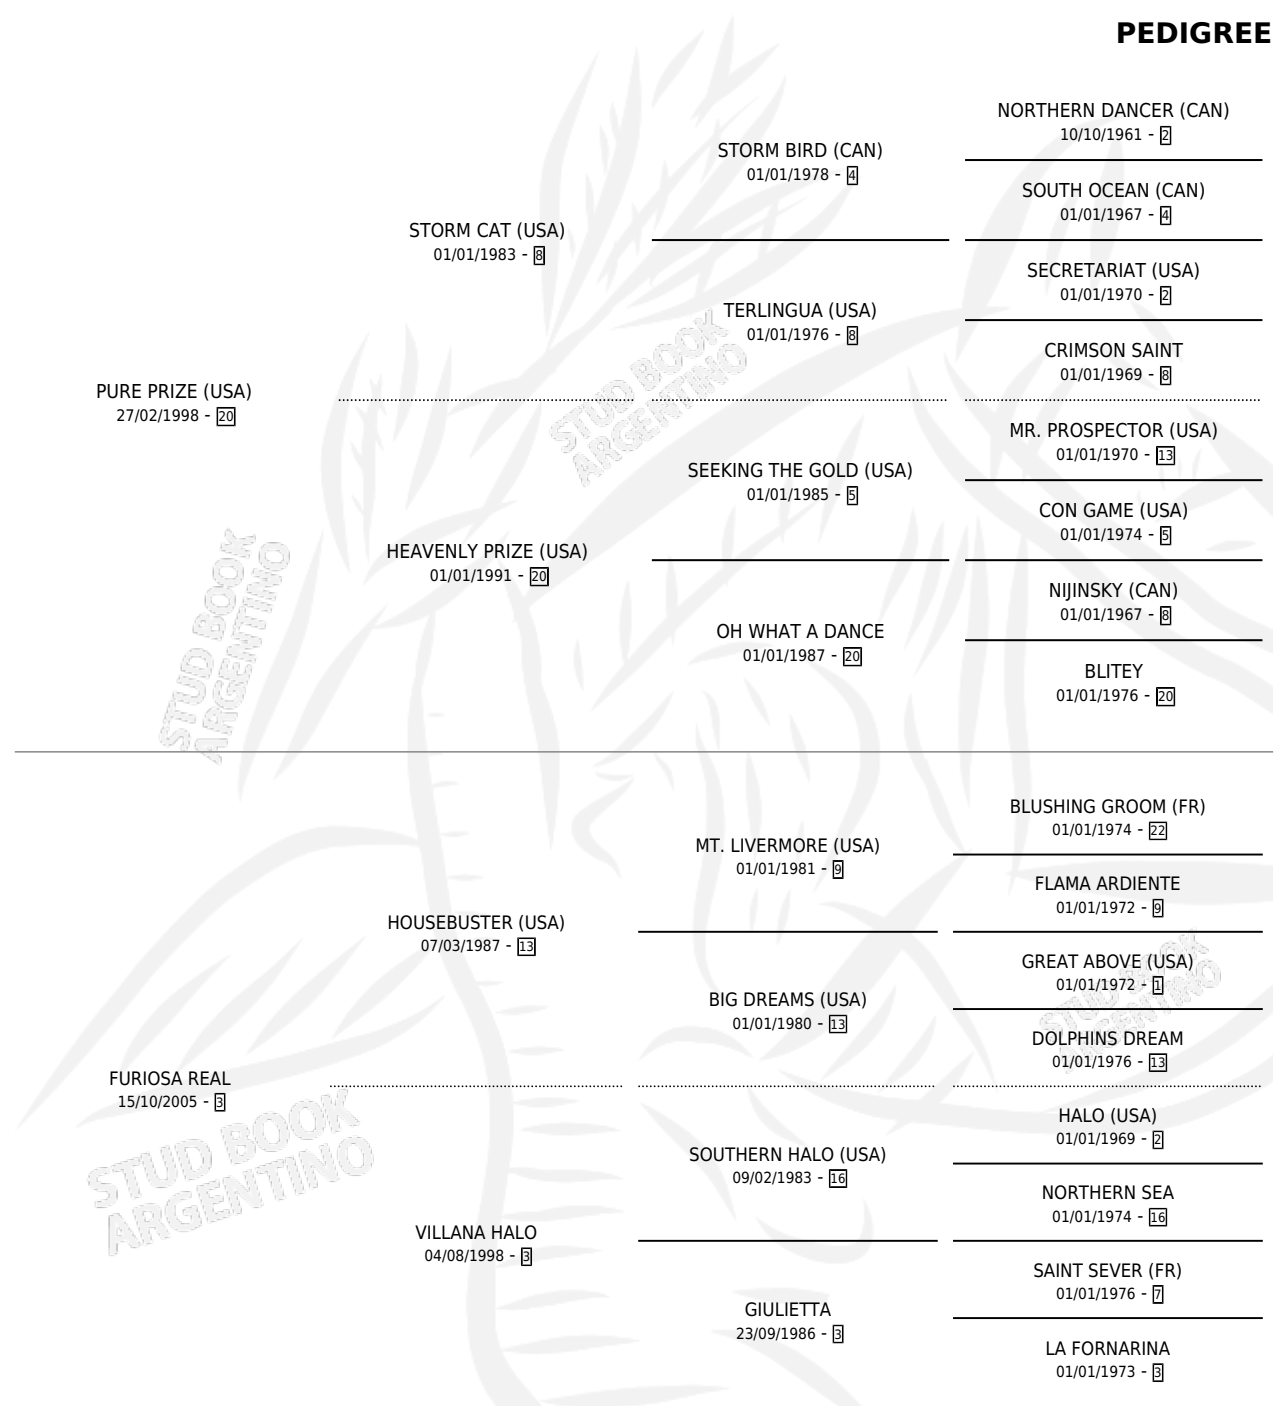 PEDIGREE
NORTHERN DANCER (CAN)
10/10/1961 - 2
STORM BIRD (CAN)
01/01/1978 - 4
SOUTH OCEAN (CAN)
01/01/1967 - 4
STORM CAT (USA)
01/01/1983 - 8
SECRETARIAT (USA)
01/01/1970 - 2
TERLINGUA (USA)
01/01/1976 - 8
CRIMSON SAINT
01/01/1969 - 8
PURE PRIZE (USA)
27/02/1998 - 20
MR. PROSPECTOR (USA)
01/01/1970 - 13
SEEKING THE GOLD (USA)
01/01/1985 - 5
CON GAME (USA)
01/01/1974 - 5
HEAVENLY PRIZE (USA)
01/01/1991 - 20
NIJINSKY (CAN)
01/01/1967 - 8
OH WHAT A DANCE
01/01/1987 - 20
BLITEY
01/01/1976 - 20
BLUSHING GROOM (FR)
01/01/1974 - 22
MT. LIVERMORE (USA)
01/01/1981 - 9
FLAMA ARDIENTE
01/01/1972 - 9
HOUSEBUSTER (USA)
07/03/1987 - 13
GREAT ABOVE (USA)
01/01/1972 - 1
BIG DREAMS (USA)
01/01/1980 - 13
DOLPHINS DREAM
01/01/1976 - 13
FURIOSA REAL
15/10/2005 - 3
HALO (USA)
01/01/1969 - 2
SOUTHERN HALO (USA)
09/02/1983 - 16
NORTHERN SEA
01/01/1974 - 16
VILLANA HALO
04/08/1998 - 3
SAINT SEVER (FR)
01/01/1976 - 7
GIULIETTA
23/09/1986 - 3
LA FORNARINA
01/01/1973 - 3
STUD BOOK
ARGENTINO
STUD BOOK
ARGENTINO
STUD BOOK
ARGENTINO
STUD BOOK
ARGENTINO